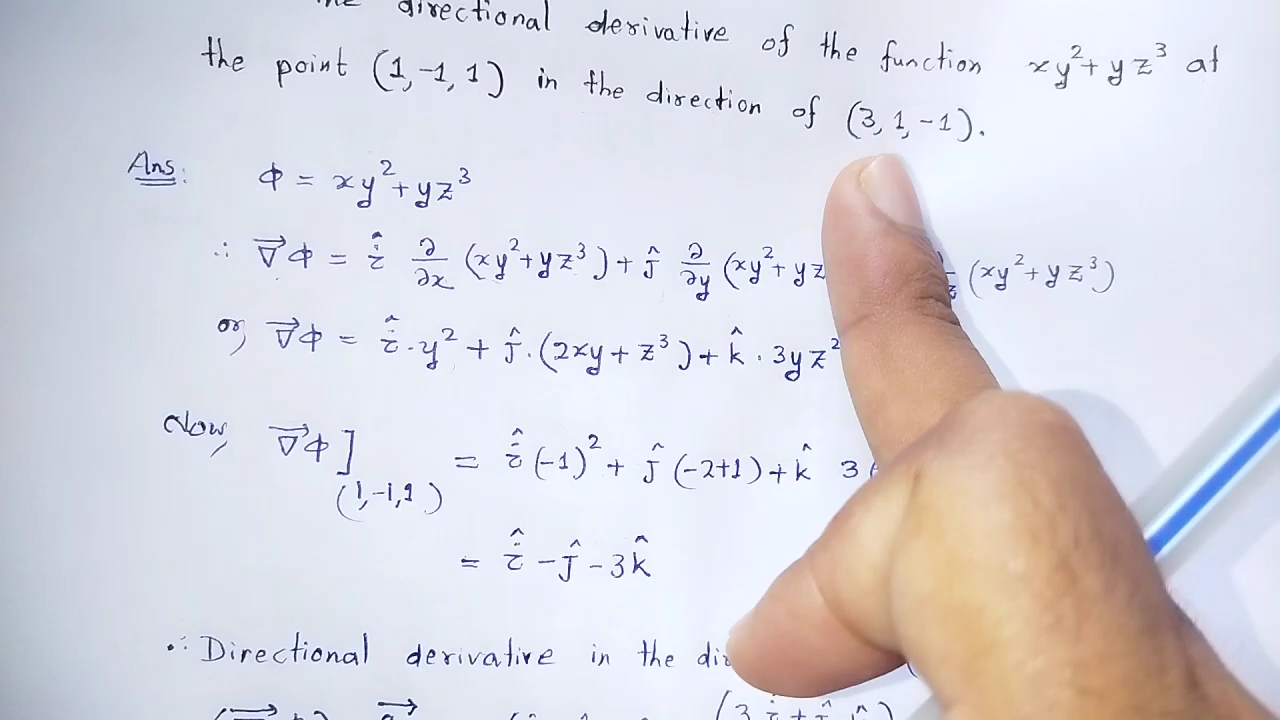 directional derivative of the function xy²+yz³ at
the point (1,-1,1) in the direction of (3,1,-1).
Ans: Φ = xy²+yz³
∴ ∇⃗Φ = î ∂/∂x (xy²+yz³) + ĵ ∂/∂y (xy²+yz (xy²+yz³)
or, ∇⃗Φ = î·y² + ĵ·(2xy+z³) + k̂·3yz²
Now, ∇⃗Φ](1,-1,1) = î(-1)² + ĵ(-2+1) + k̂ 3
= î - ĵ - 3k̂
∴ Directional derivative in the